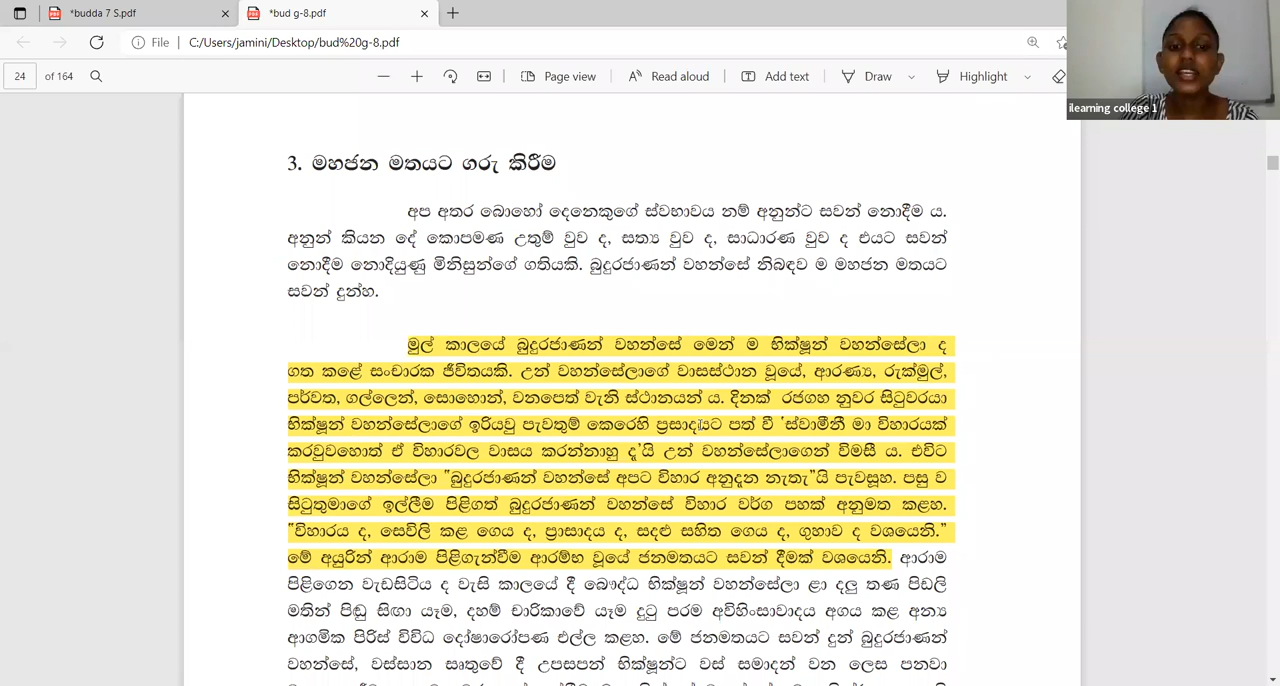 *budda 7 S.pdf
*bud g-8.pdf
File
C:/Users/jamini/Desktop/bud%20g-8.pdf
24 of 164
Page view
Read aloud
Add text
Draw
Highlight
ilearning college 1
3. මහජන මතයට ගරු කිරීම
අප අතර බොහෝ දෙනෙකුගේ ස්වභාවය නම් අනුන්ට සවන් නොදීම ය.
අනුන් කියන දේ කොපමණ උතුම් වුව ද, සත්‍ය වුව ද, සාධාරණ වුව ද එයට සවන්
නොදීම නොදියුණු මිනිසුන්ගේ ගතියකි. බුදුරජාණන් වහන්සේ නිබඳව ම මහජන මතයට
සවන් දුන්හ.
මුල් කාලයේ බුදුරජාණන් වහන්සේ මෙන් ම භික්ෂූන් වහන්සේලා ද
ගත කළේ සංචාරක ජීවිතයකි. උන් වහන්සේලාගේ වාසස්ථාන වූයේ, ආරණ්‍ය, රුක්මුල්,
පර්වත, ගල්ලෙන්, සොහොන්, වනපෙත් වැනි ස්ථානයන් ය. දිනක් රජගහ නුවර සිටුවරයා
භික්ෂූන් වහන්සේලාගේ ඉරියවු පැවතුම් කෙරෙහි ප්‍රසාදයට පත් වී 'ස්වාමීනි මා විහාරයක්
කරවුවහොත් ඒ විහාරවල වාසය කරන්නාහු ද'යි උන් වහන්සේලාගෙන් විමසී ය. එවිට
භික්ෂූන් වහන්සේලා "බුදුරජාණන් වහන්සේ අපට විහාර අනුදැන නැතැ"යි පැවසූහ. පසු ව
සිටුතුමාගේ ඉල්ලීම පිළිගත් බුදුරජාණන් වහන්සේ විහාර වර්ග පහක් අනුමත කළහ.
"විහාරය ද, සෙවිලි කළ ගෙය ද, ප්‍රාසාදය ද, සඳළු සහිත ගෙය ද, ගුහාව ද වශයෙනි."
මේ අයුරින් ආරාම පිළිගැන්වීම ආරම්භ වූයේ ජනමතයට සවන් දීමක් වශයෙනි. ආරාම
පිළිගෙන වැඩසිටිය ද වැසි කාලයේ දී බෞද්ධ භික්ෂූන් වහන්සේලා ළා දලු තණ පිඩලි
මතින් පිඬු සිඟා යෑම, දහම් චාරිකාවේ යෑම දුටු පරම අවිහිංසාවාදය අගය කළ අන්‍ය
ආගමික පිරිස් විවිධ දෝෂාරෝපණ එල්ල කළහ. මේ ජනමතයට සවන් දුන් බුදුරජාණන්
වහන්සේ, වස්සාන සෘතුවේ දී උපසපන් භික්ෂූන්ට වස් සමාදන් වන ලෙස පනවා